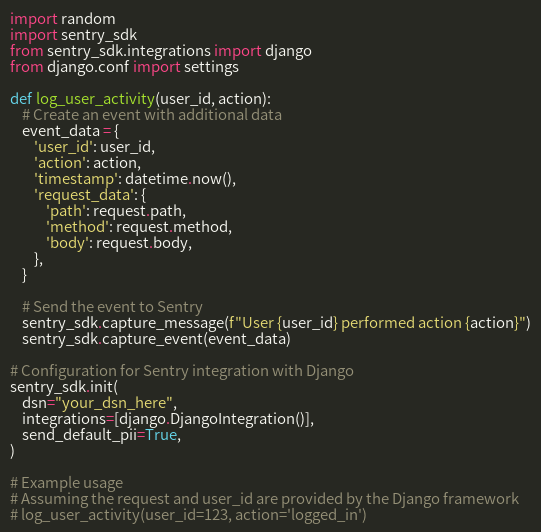 import random
import sentry_sdk
from sentry_sdk.integrations import django
from django.conf import settings

def log_user_activity(user_id, action):
    # Create an event with additional data
    event_data = {
        'user_id': user_id,
        'action': action,
        'timestamp': datetime.now(),
        'request_data': {
            'path': request.path,
            'method': request.method,
            'body': request.body,
        },
    }

    # Send the event to Sentry
    sentry_sdk.capture_message(f"User {user_id} performed action {action}")
    sentry_sdk.capture_event(event_data)

# Configuration for Sentry integration with Django
sentry_sdk.init(
    dsn="your_dsn_here",
    integrations=[django.DjangoIntegration()],
    send_default_pii=True,
)

# Example usage
# Assuming the request and user_id are provided by the Django framework
# log_user_activity(user_id=123, action='logged_in')